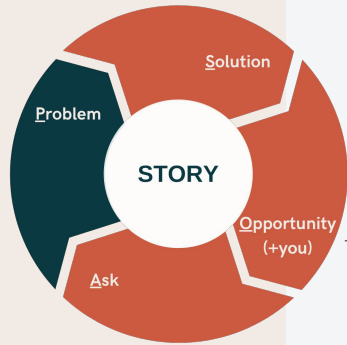 Solution
Problem
STORY
Opportunity
(+you)
Ask